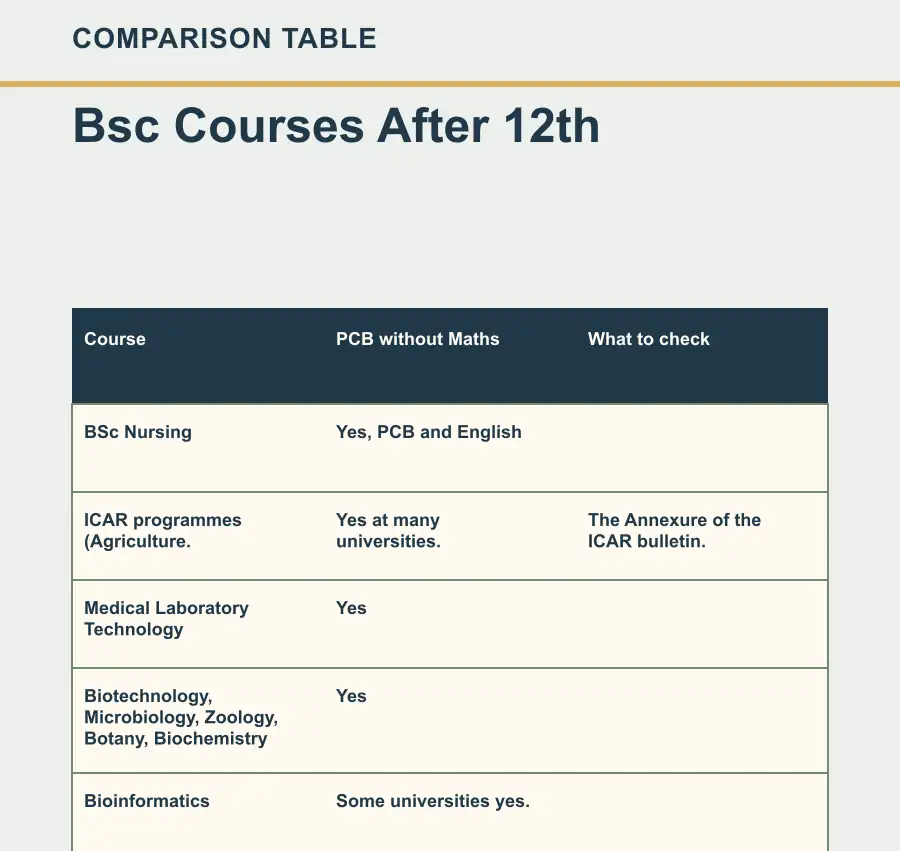 COMPARISON TABLE
Bsc Courses After 12th
Course PCB without Maths What to check
BSc Nursing Yes, PCB and English
ICAR programmes Yes at many The Annexure of the
(Agriculture. universities. ICAR bulletin.
Medical Laboratory Yes
Technology
Biotechnology, Yes
Microbiology, Zoology,
Botany, Biochemistry
Bioinformatics Some universities yes.